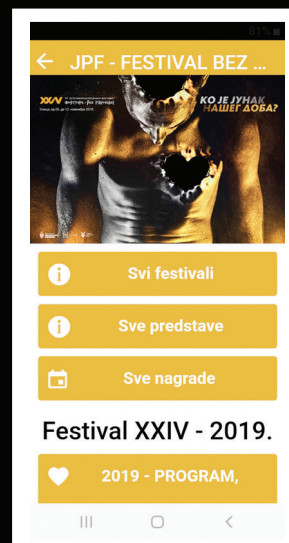 81%
JPF - FESTIVAL BEZ ...
XXIV
КО ЈЕ ЈУНАК
НАШЕГ ДОБА?
Svi festivali
Sve predstave
Sve nagrade
Festival XXIV - 2019.
2019 - PROGRAM,